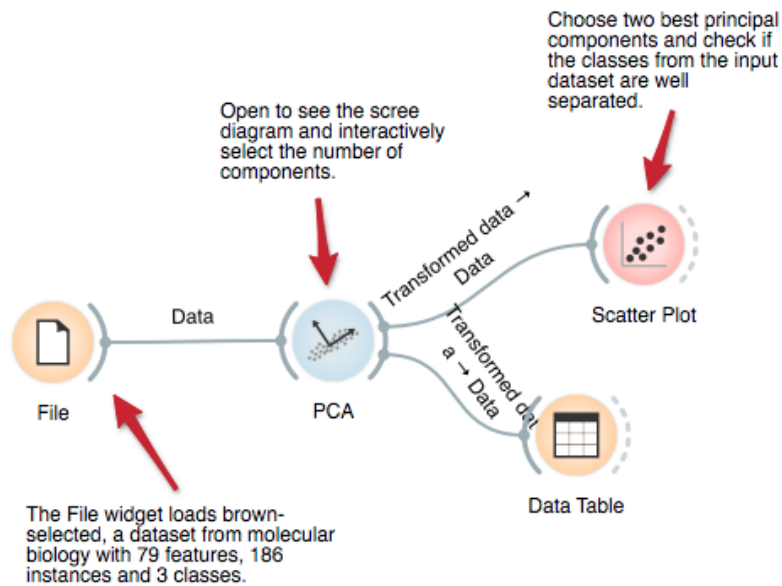 Choose two best principal
components and check if
the classes from the input
dataset are well
separated.
Open to see the scree
diagram and interactively
select the number of
components.
Transformed data →
Data
Data
Transformed dat
a → Data
Scatter Plot
File
PCA
Data Table
The File widget loads brown-
selected, a dataset from molecular
biology with 79 features, 186
instances and 3 classes.